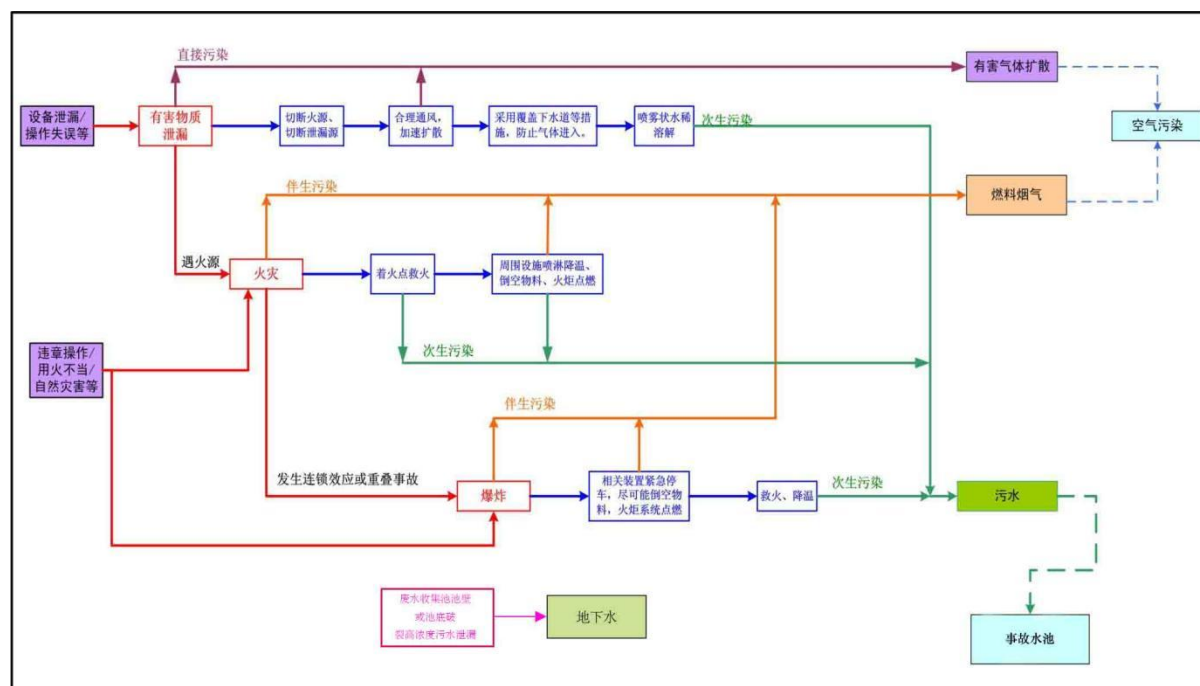 直接污染
有害气体扩散
设备泄漏/
操作失误等
有害物质
泄漏
切断火源、
切断泄漏源
合理通风，
加速扩散
采用覆盖下水道等措
施，防止气体进入。
喷雾状水稀
溶解
次生污染
空气污染
伴生污染
燃料烟气
遇火源
火灾
着火点救火
周围设施喷淋降温、
倒空物料、火炬点燃
违章操作/
用火不当/
自然灾害等
次生污染
伴生污染
发生连锁效应或重叠事故
爆炸
相关装置紧急停
车，尽可能倒空物
料，火炬系统点燃
救火、降温
次生污染
污水
废水收集池池壁
或池底破
裂高浓度污水泄漏
地下水
事故水池